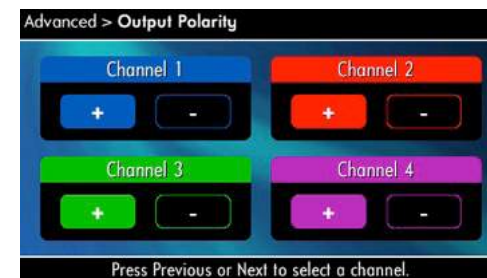 Advanced > Output Polarity
Channel 1
Channel 2
+ -
+ -
Channel 3
Channel 4
+ -
+ -
Press Previous or Next to select a channel.